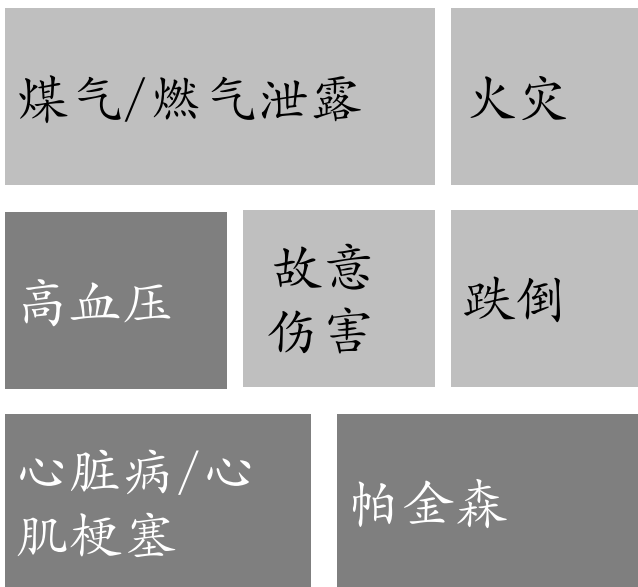 煤气/燃气泄露
火灾
高血压
故意
伤害
跌倒
心脏病/心
肌梗塞
帕金森